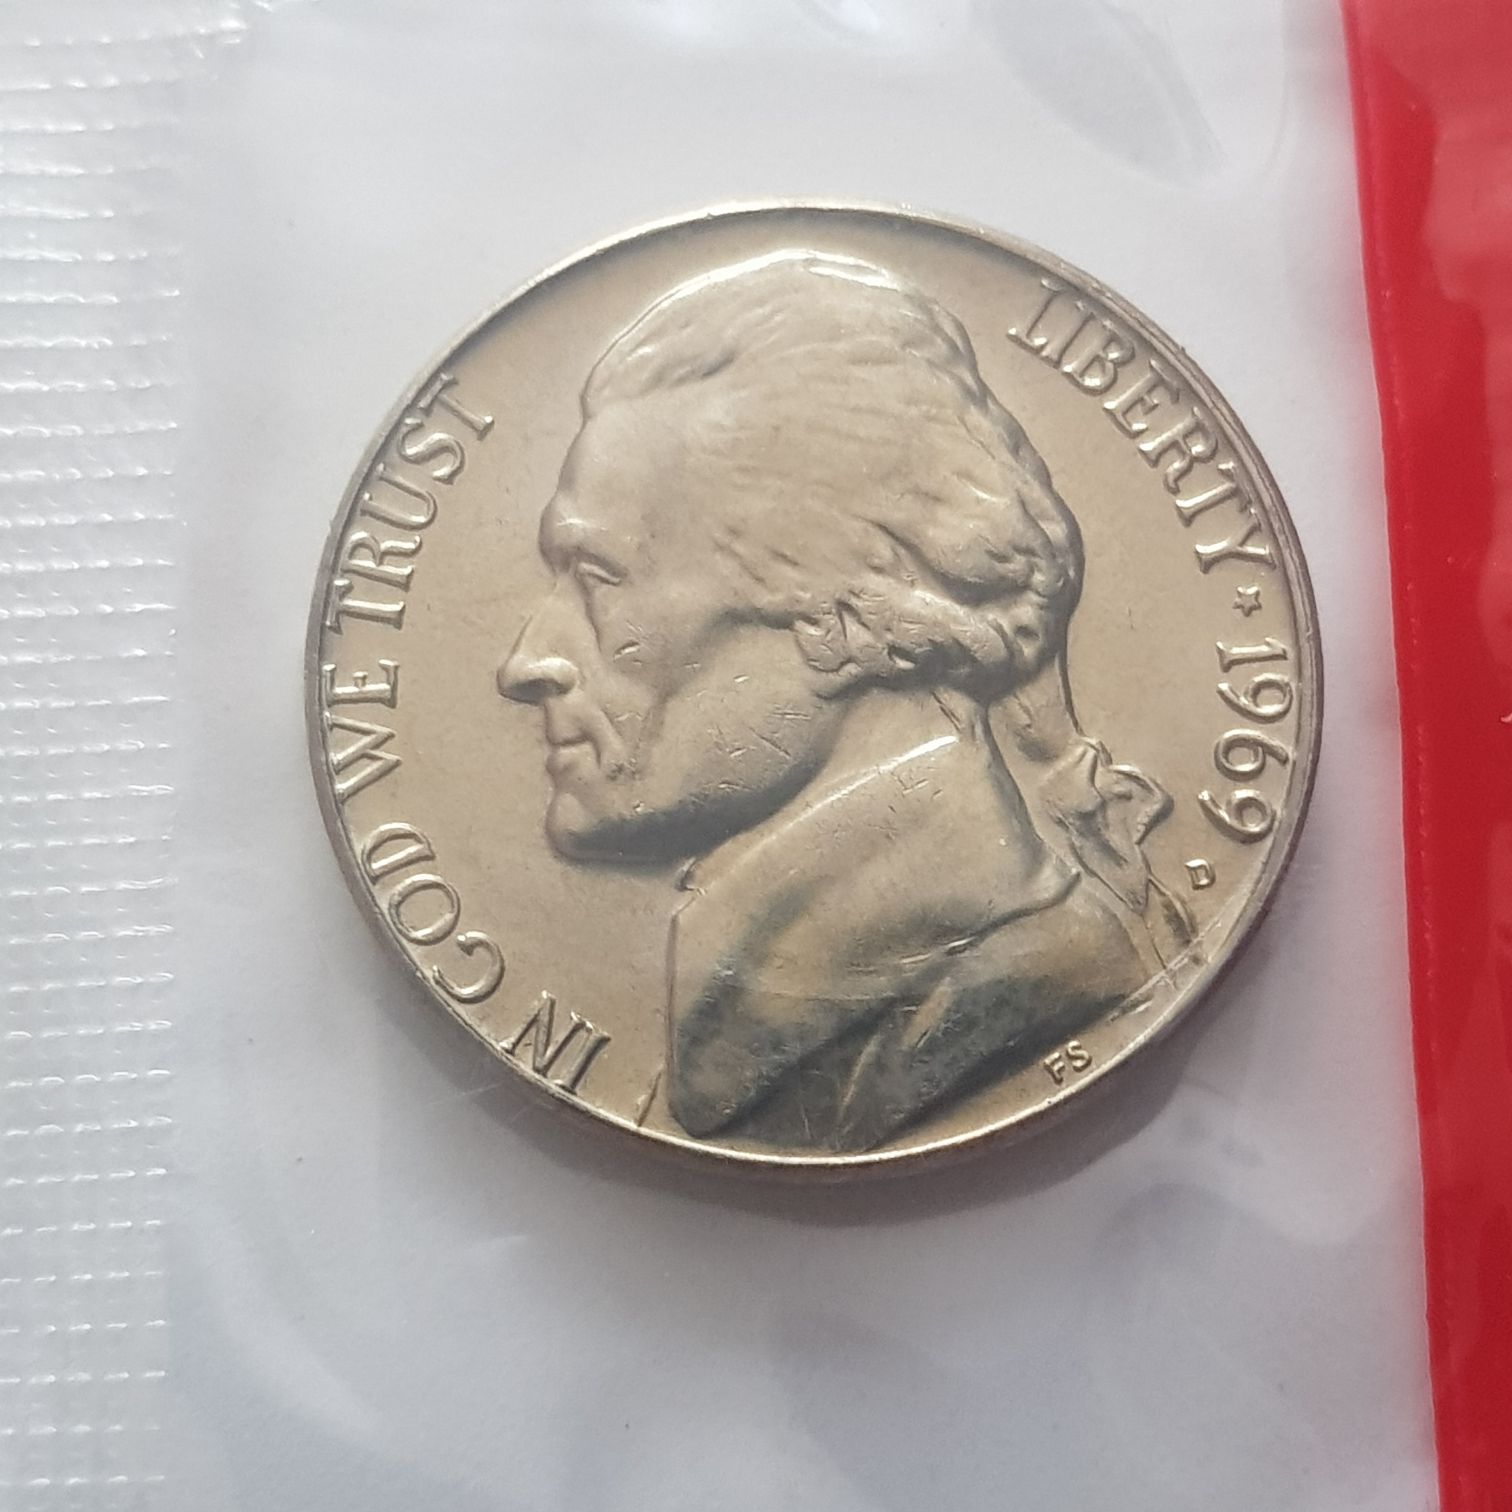 IN GOD WE TRUST
LIBERTY ★ 1969
D
FS